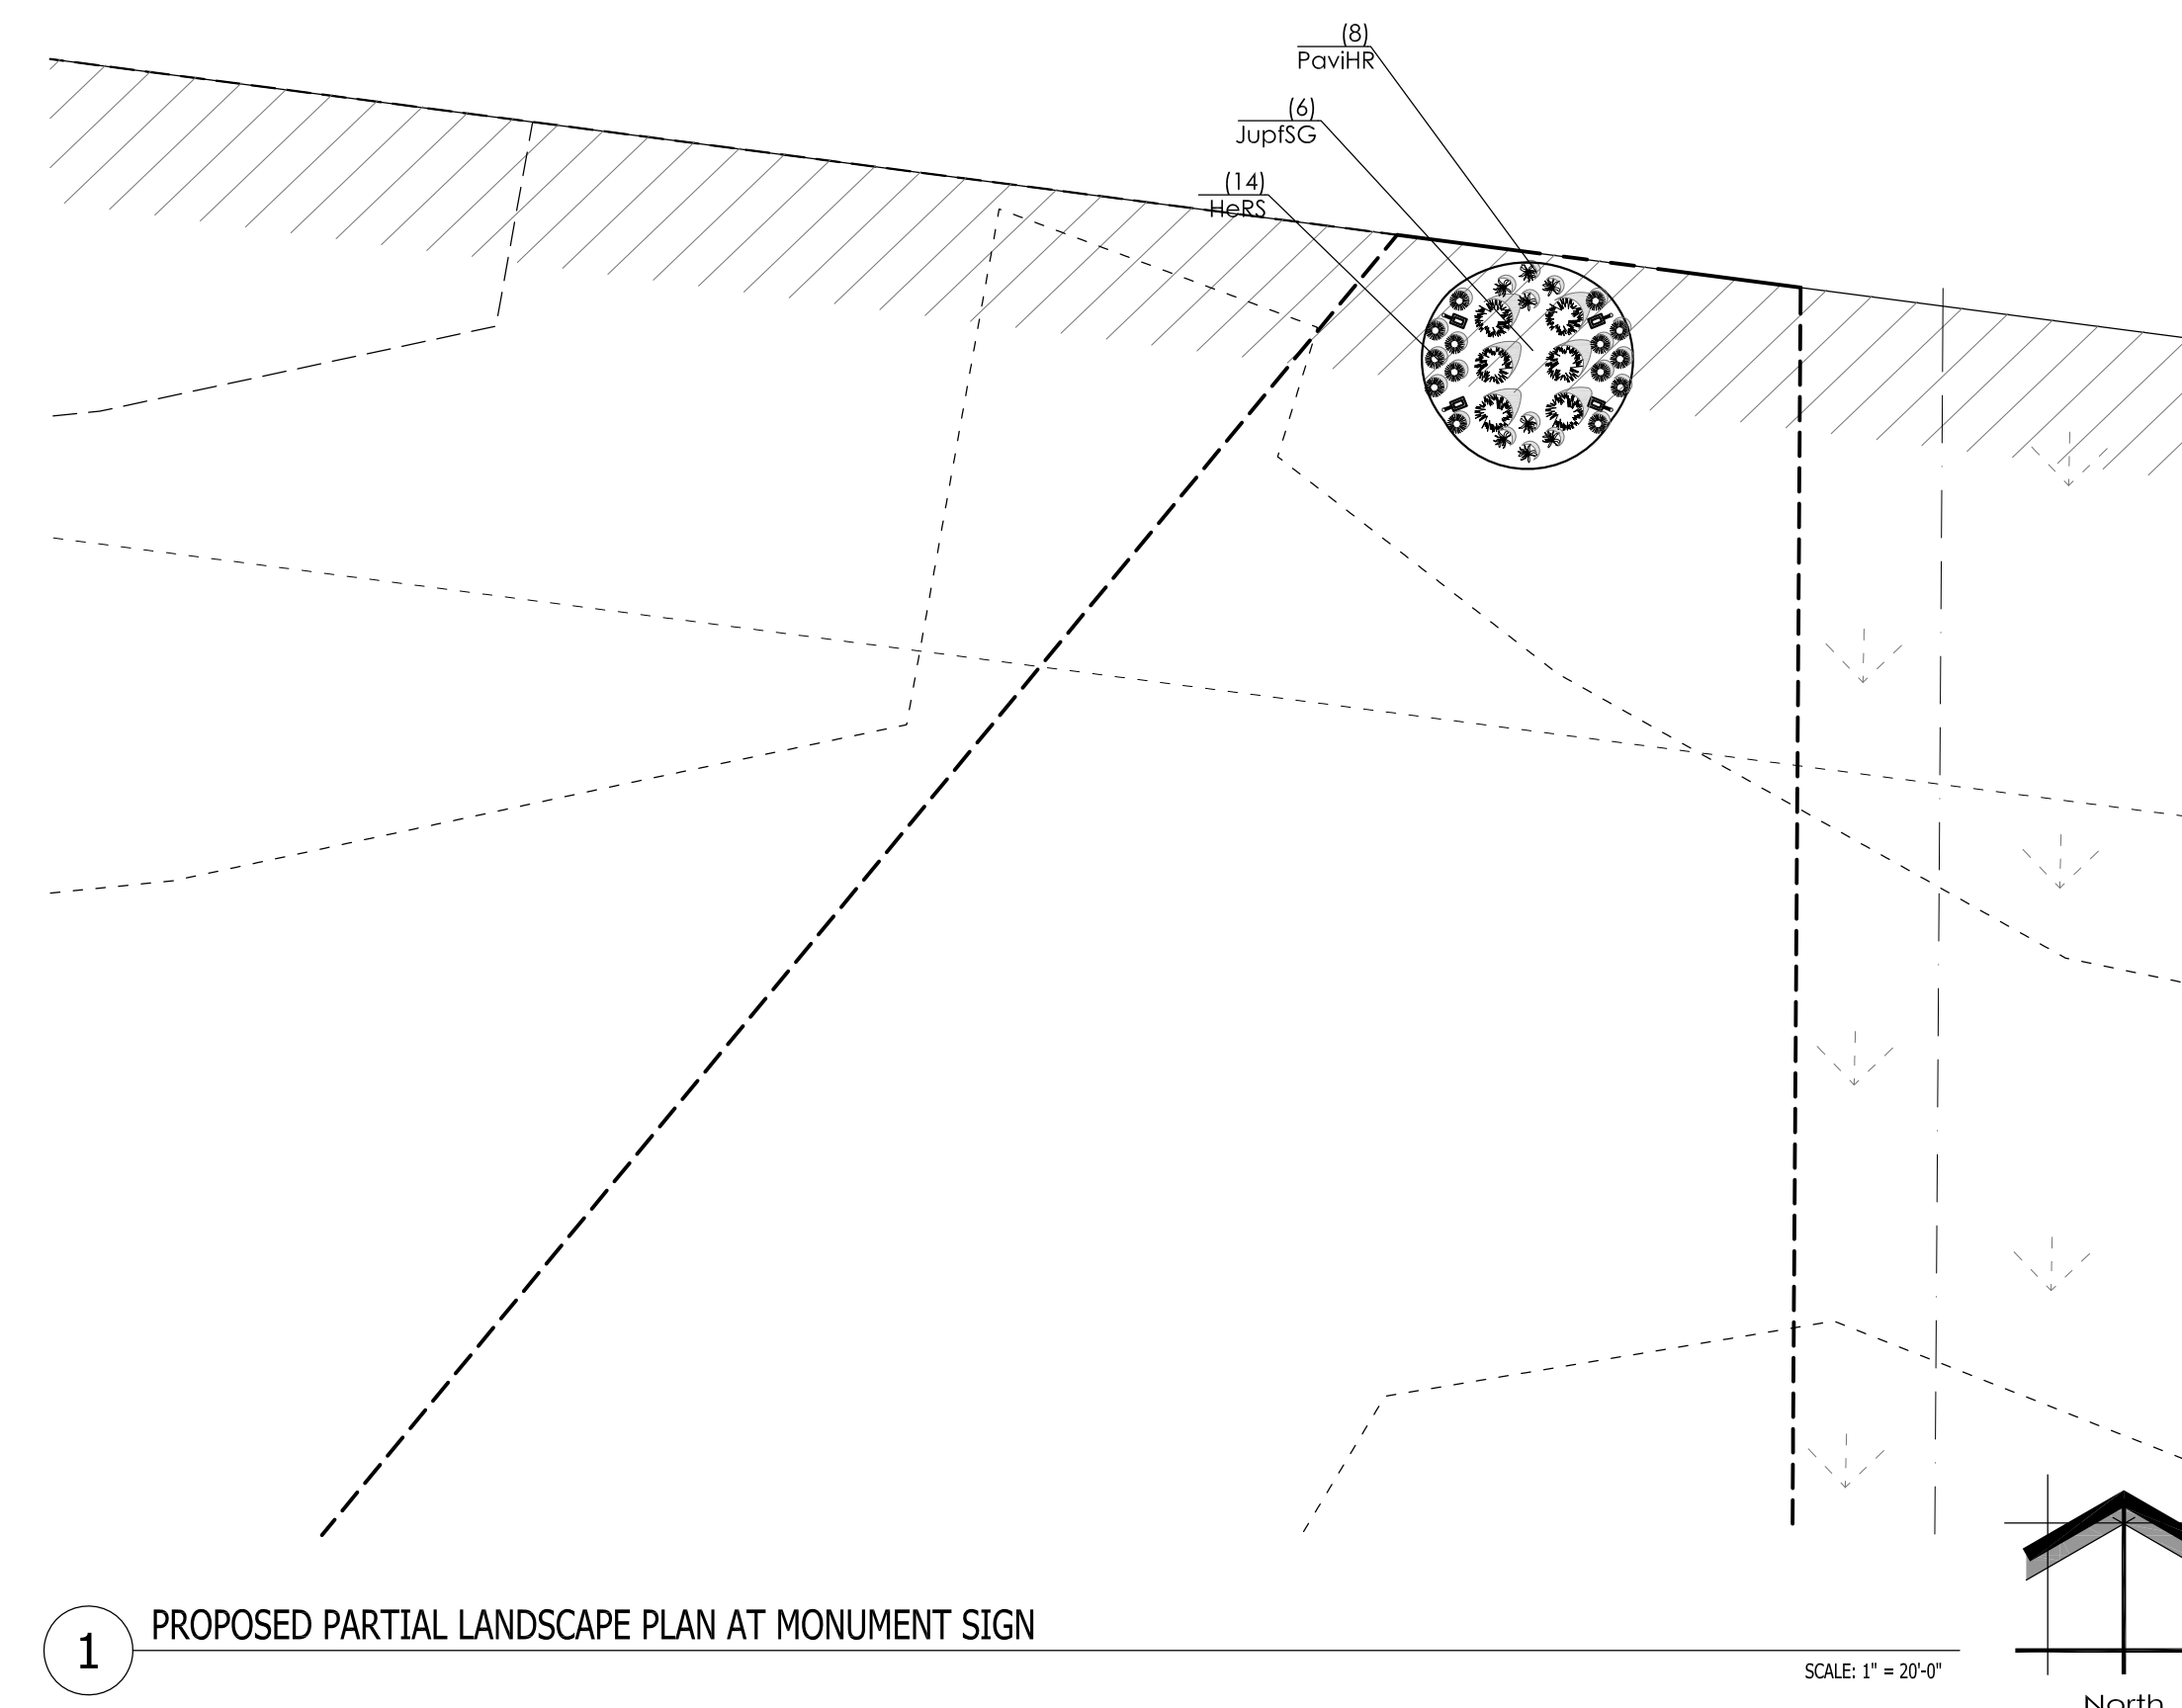 (8)
PaviHR
(6)
JupfSG
(14)
HeRS
1
PROPOSED PARTIAL LANDSCAPE PLAN AT MONUMENT SIGN
SCALE: 1" = 20'-0"
North